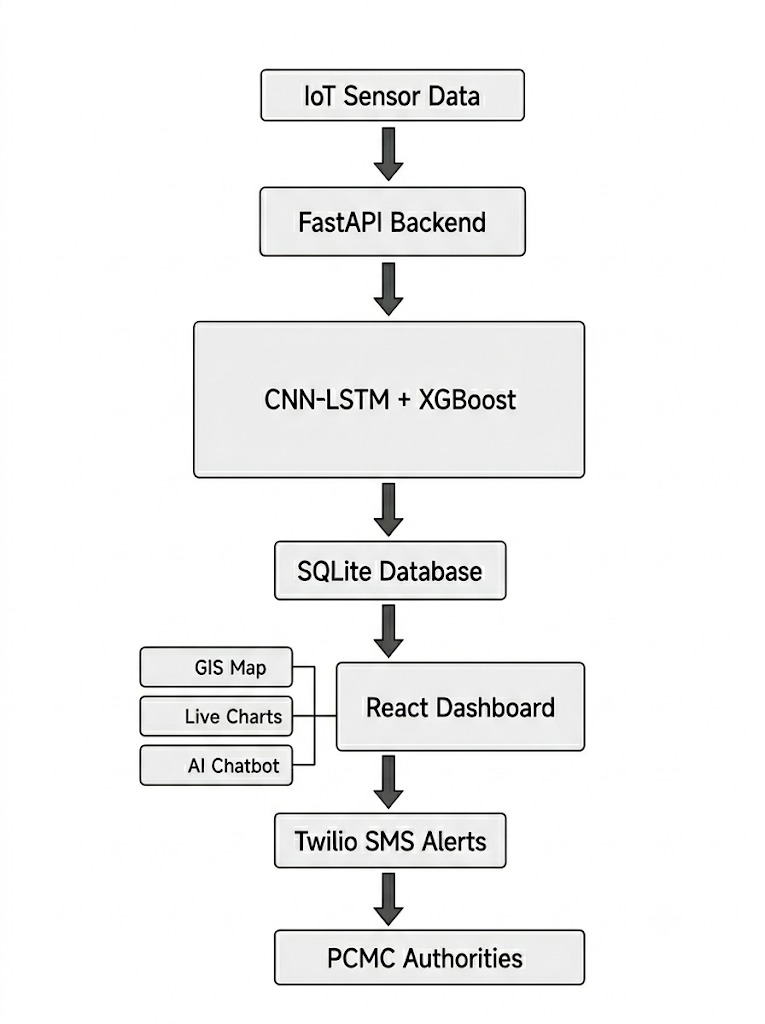 IoT Sensor Data
FastAPI Backend
CNN-LSTM + XGBoost
SQLite Database
GIS Map
Live Charts
AI Chatbot
React Dashboard
Twilio SMS Alerts
PCMC Authorities